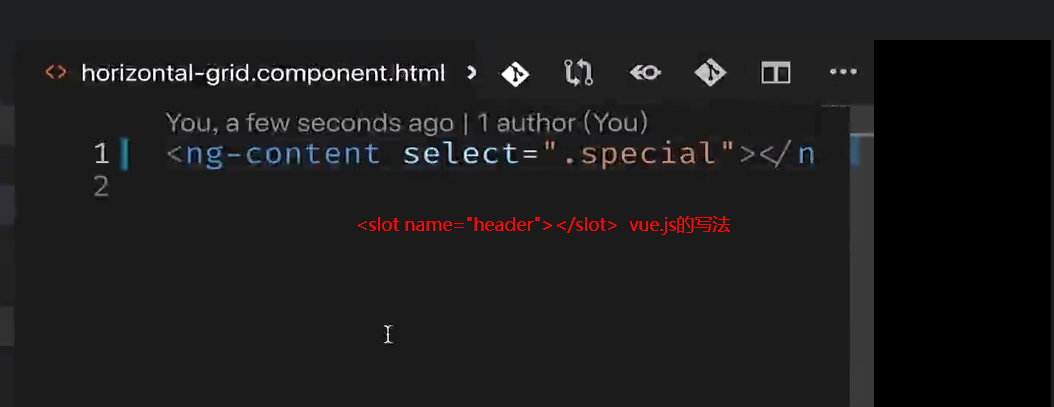 <> horizontal-grid.component.html > ...
You, a few seconds ago | 1 author (You)
1 <ng-content select=".special"></n
2
<slot name="header"></slot> vue.js的写法